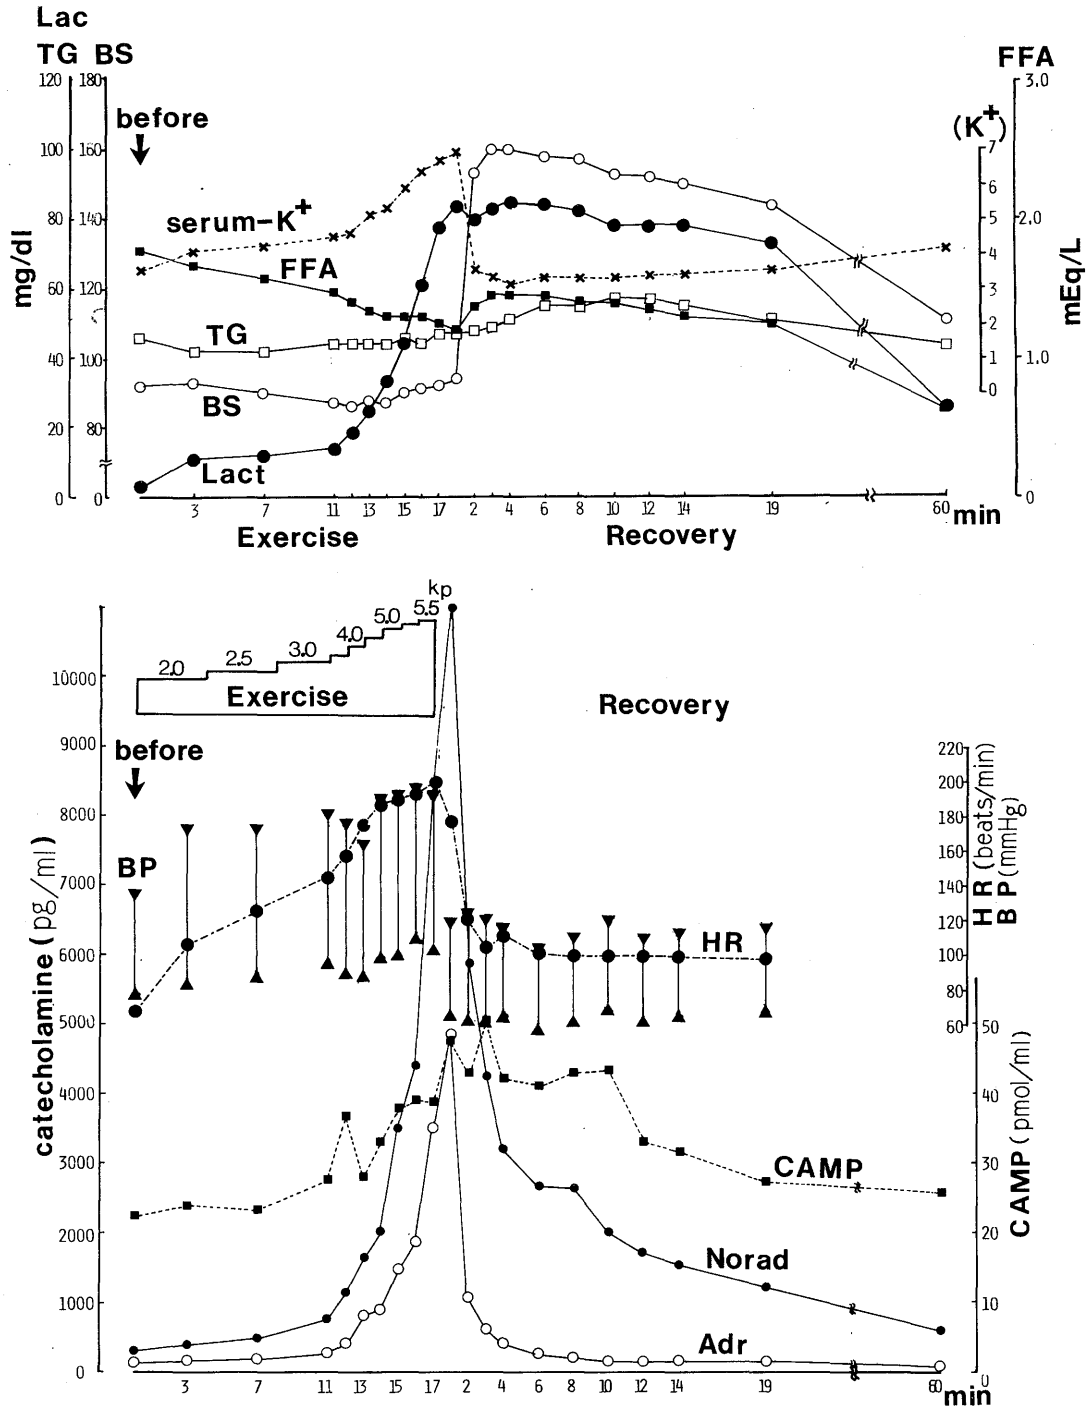 Lac
TG BS
FFA
120 180
3.0
before
(K+)
100 160
7
6
serum-K+
80 140
5
2.0
4
FFA
mg/dl
mEq/L
60 120
3
TG
2
40 100
1
1.0
BS
0
20 80
Lact
0 0
0
3 7 11 13 15 17 2 4 6 8 10 12 14 19 60 min
Exercise
Recovery
kp
2.0 2.5 3.0 4.0 5.0 5.5
10000
Exercise
Recovery
9000
before
220
200
8000
180
BP
160
7000
140
HR (beats/min)
BP (mmHg)
120
6000
HR
100
80
5000
60
50
catecholamine (pg/ml)
4000
40
3000
30
CAMP
CAMP (pmol/ml)
2000
20
Norad
1000
10
Adr
0
0
3 7 11 13 15 17 2 4 6 8 10 12 14 19 60 min